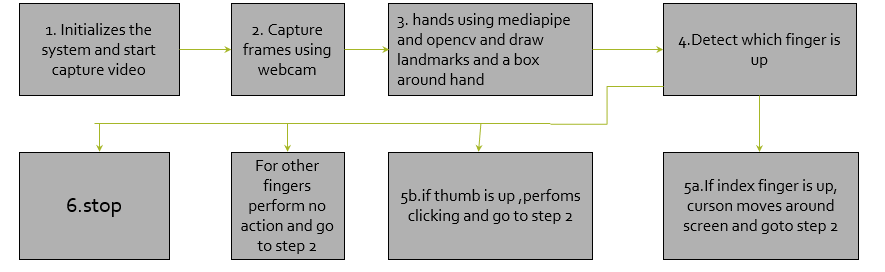 1. Initializes the
system and start
capture video
2. Capture
frames using
webcam
3. hands using mediapipe
and opencv and draw
landmarks and a box
around hand
4.Detect which finger is
up
6.stop
For other
fingers
perform no
action and go
to step 2
5b.if thumb is up ,perfoms
clicking and go to step 2
5a.If index finger is up,
curson moves around
screen and goto step 2